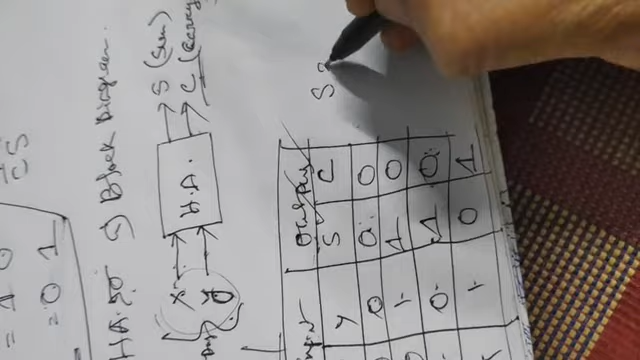 CS
= 1 0
= 0 1
Block Diagram.
S (Sum)
C (Carry)
H.A.
X
y
Output
y S C
0 0 0
1 1 0
0 1 0
1 0 1
S =